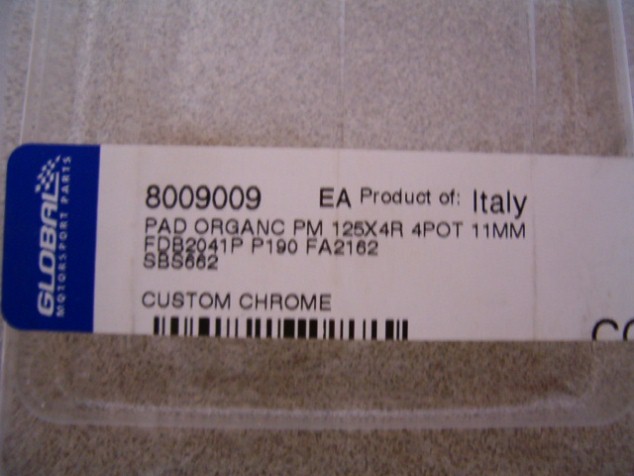 GLOBAL
MOTORSPORT PARTS
8009009 EA Product of: Italy
PAD ORGANC PM 125X4R 4POT 11MM
FDB2041P P190 FA2162
SBS662
CUSTOM CHROME